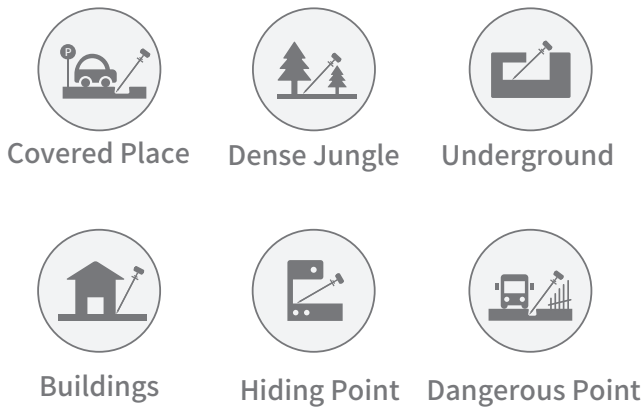 P
Covered Place
Dense Jungle
Underground
Buildings
Hiding Point
Dangerous Point